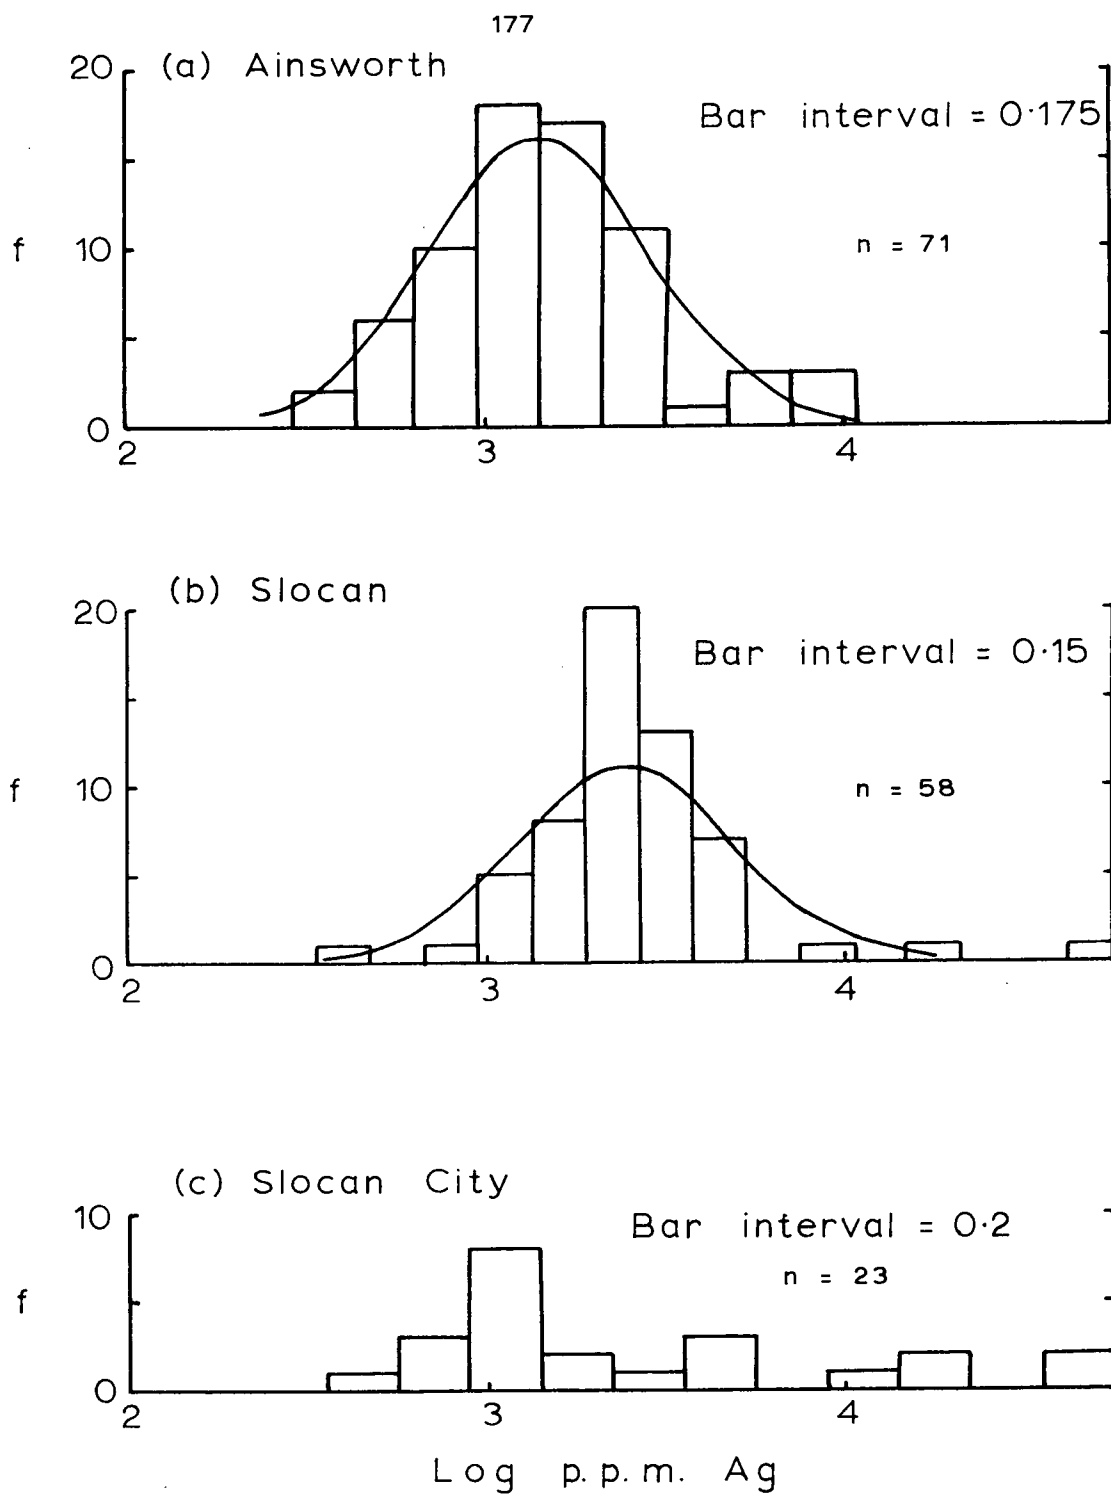 177
(a) Ainsworth
Bar interval = 0·175
n = 71
f
20
10
0
2 3 4
(b) Slocan
Bar interval = 0·15
n = 58
f
20
10
0
2 3 4
(c) Slocan City
Bar interval = 0·2
n = 23
f
10
0
2 3 4
Log p.p.m. Ag